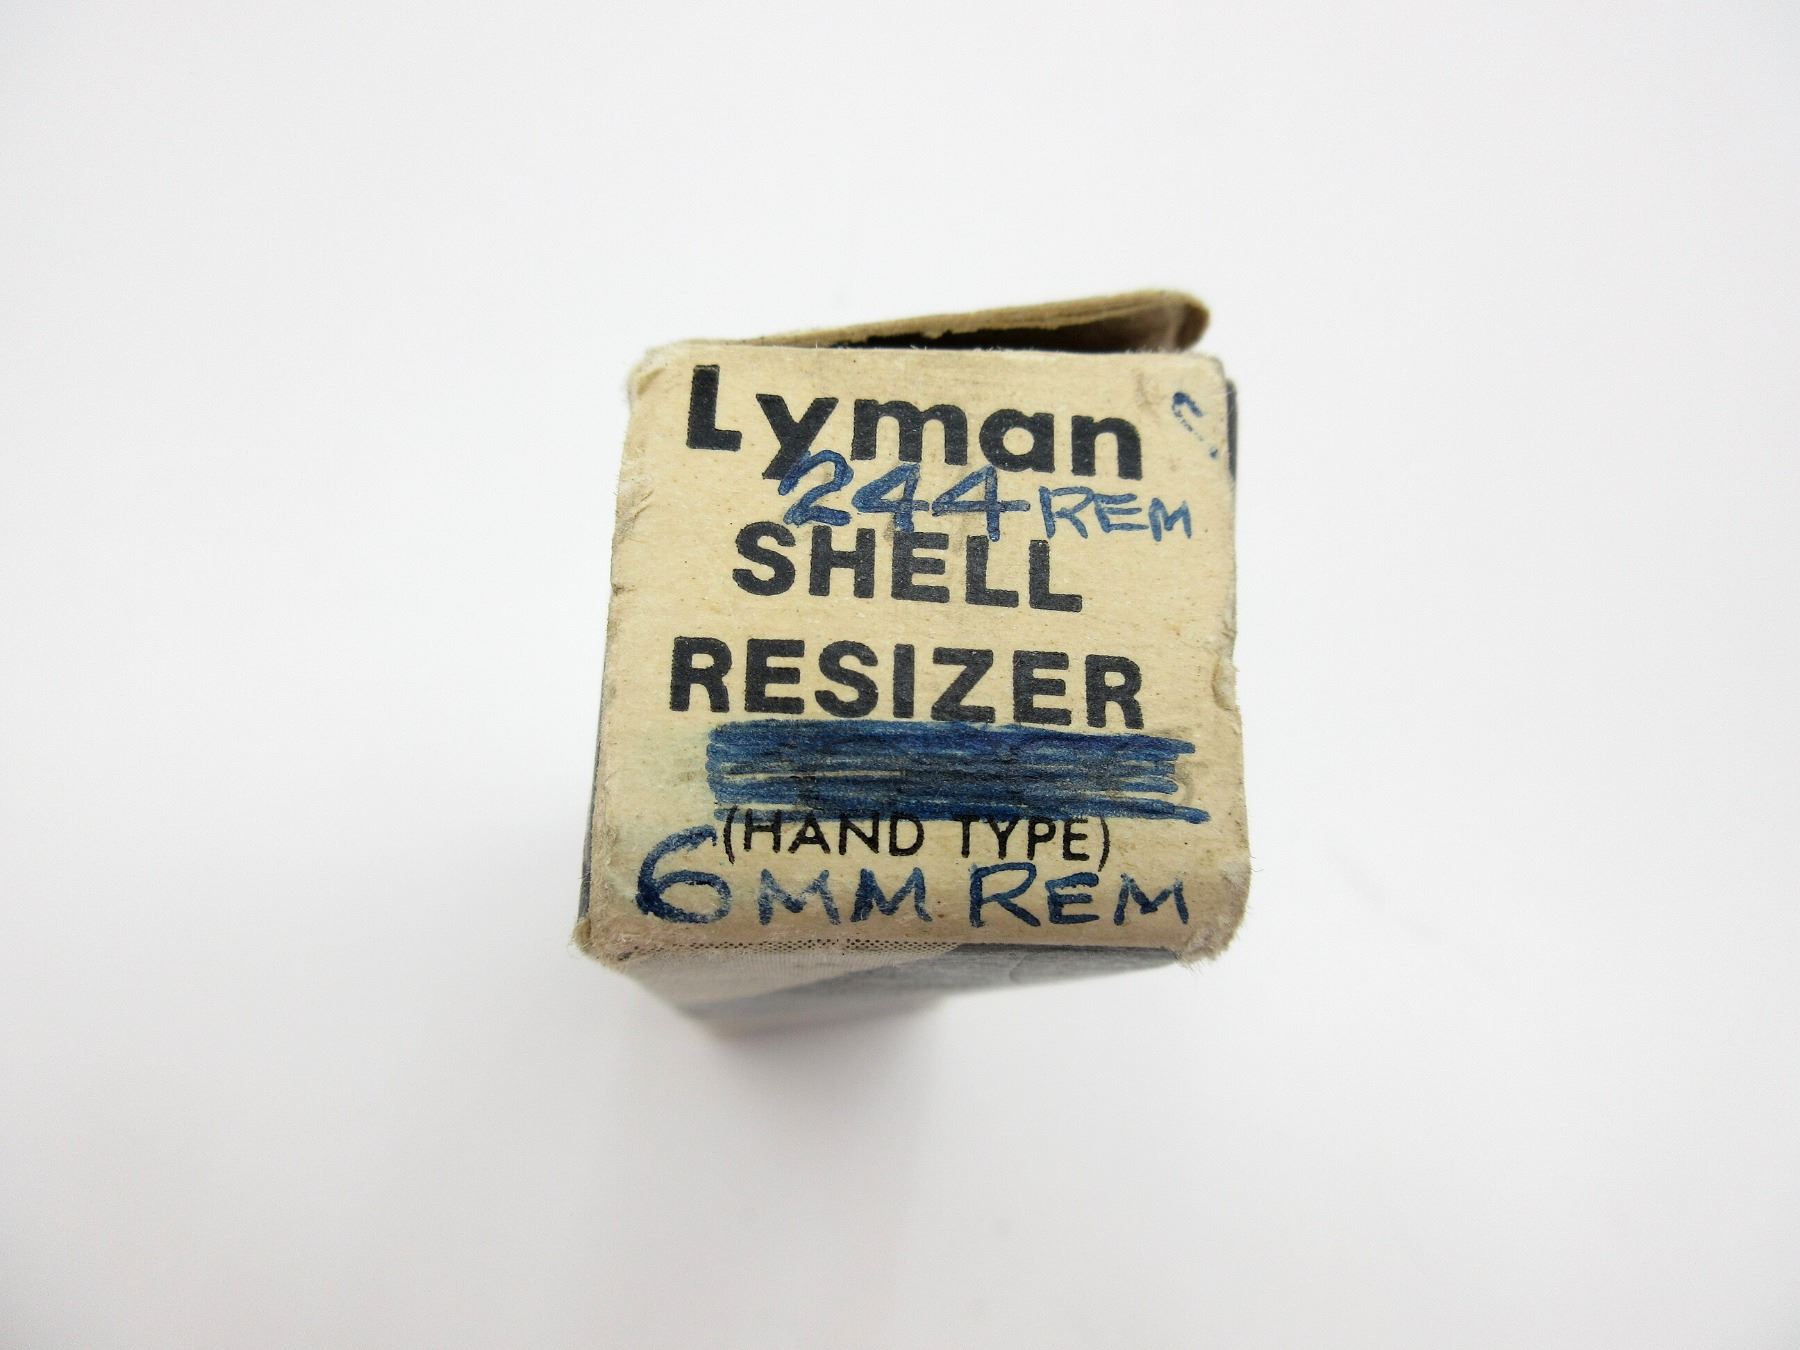 Lyman
244 REM
SHELL
RESIZER
(HAND TYPE)
6MM REM